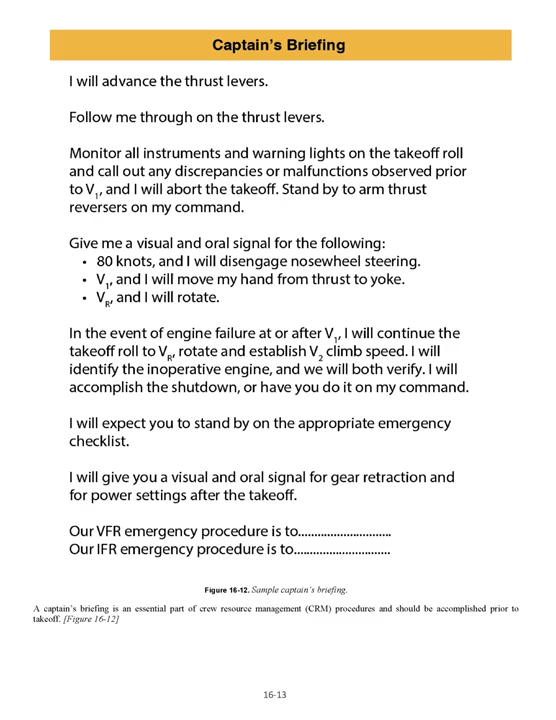 Captain's Briefing
I will advance the thrust levers.
Follow me through on the thrust levers.
Monitor all instruments and warning lights on the takeoff roll
and call out any discrepancies or malfunctions observed prior
to V1, and I will abort the takeoff. Stand by to arm thrust
reversers on my command.
Give me a visual and oral signal for the following:
• 80 knots, and I will disengage nosewheel steering.
• V1, and I will move my hand from thrust to yoke.
• VR, and I will rotate.
In the event of engine failure at or after V1, I will continue the
takeoff roll to VR, rotate and establish V2 climb speed. I will
identify the inoperative engine, and we will both verify. I will
accomplish the shutdown, or have you do it on my command.
I will expect you to stand by on the appropriate emergency
checklist.
I will give you a visual and oral signal for gear retraction and
for power settings after the takeoff.
Our VFR emergency procedure is to.............................
Our IFR emergency procedure is to..............................
Figure 16-12. Sample captain's briefing.
A captain's briefing is an essential part of crew resource management (CRM) procedures and should be accomplished prior to
takeoff. [Figure 16-12]
16-13